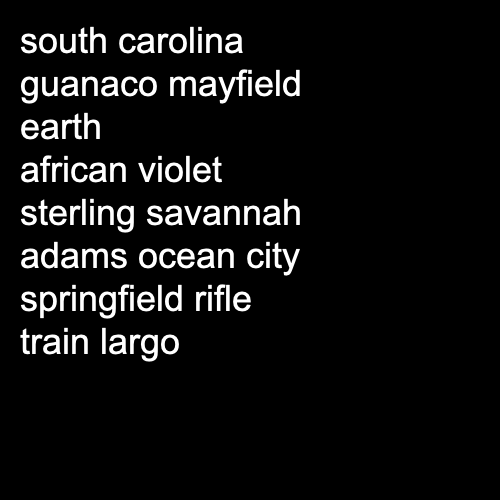 south carolina
guanaco mayfield
earth
african violet
sterling savannah
adams ocean city
springfield rifle
train largo